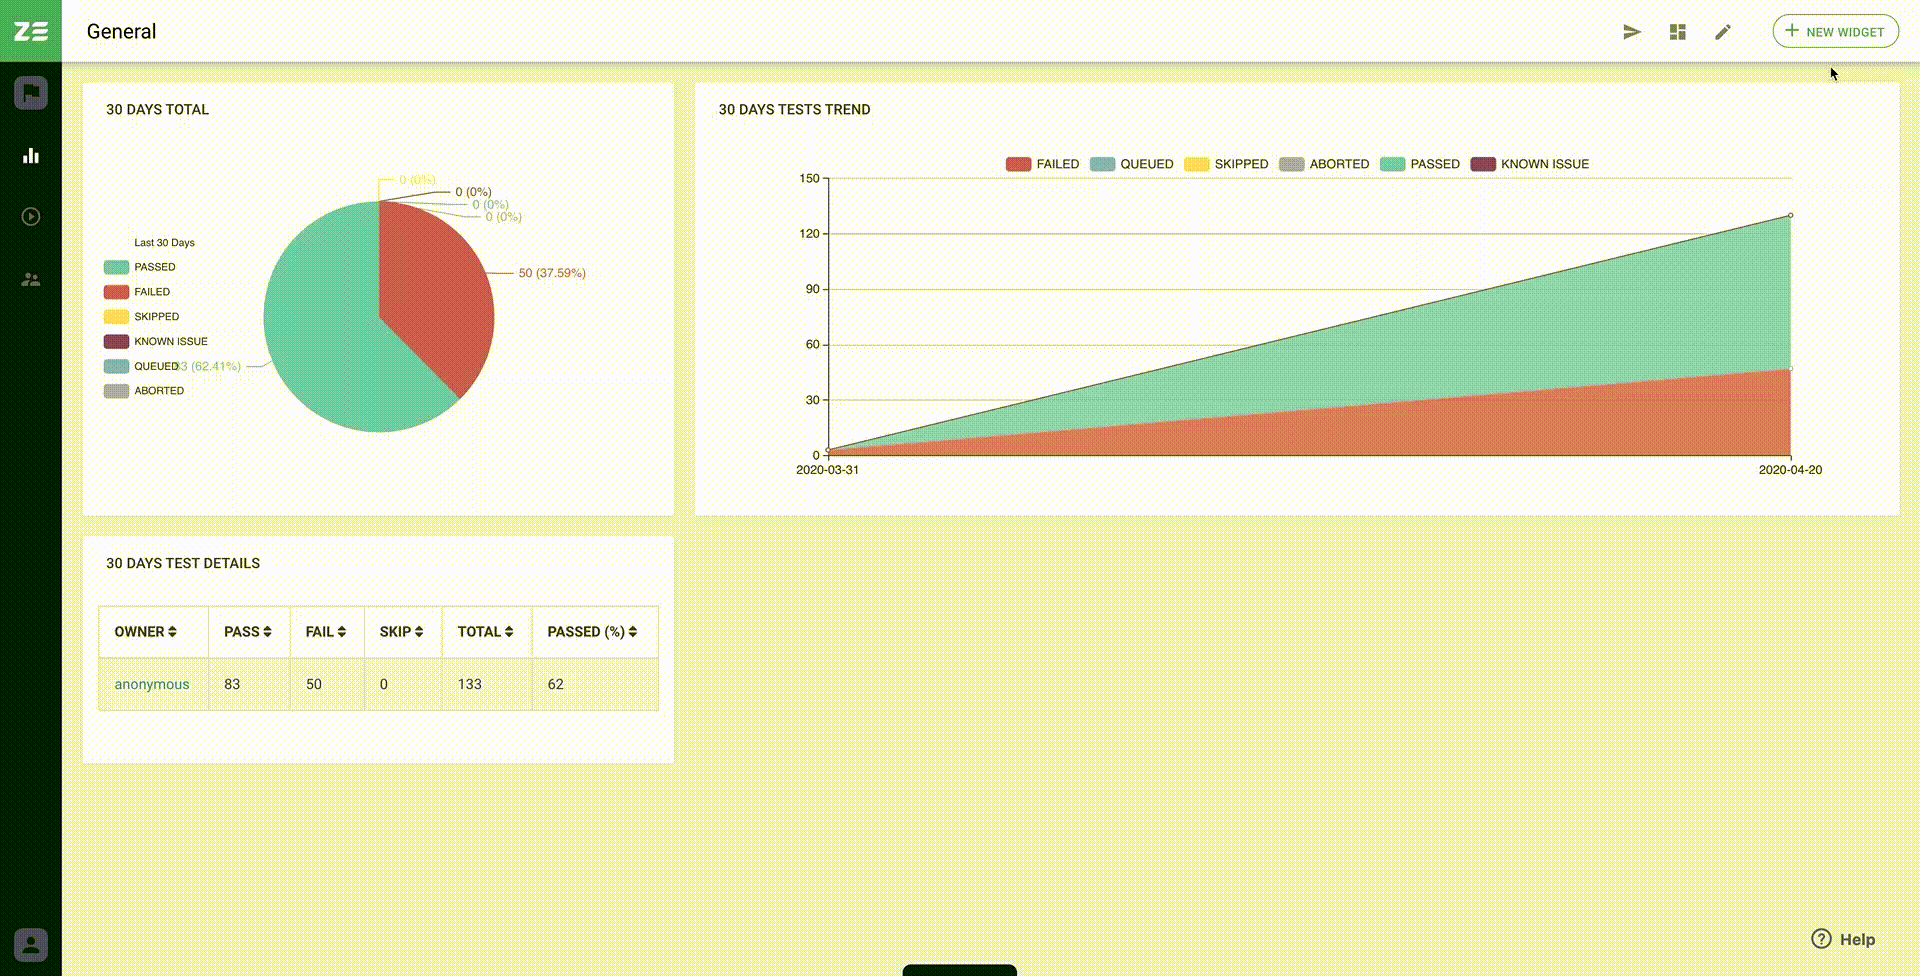 ZE
General
NEW WIDGET
30 DAYS TOTAL
0 (0%)
0 (0%)
0 (0%)
0 (0%)
50 (37.59%)
Last 30 Days
PASSED
FAILED
SKIPPED
KNOWN ISSUE
QUEUED
(62.41%)
ABORTED
30 DAYS TESTS TREND
FAILED QUEUED SKIPPED ABORTED PASSED KNOWN ISSUE
150
120
90
60
30
0
2020-03-31 2020-04-20
30 DAYS TEST DETAILS
OWNER PASS FAIL SKIP TOTAL PASSED (%)
anonymous 83 50 0 133 62
? Help